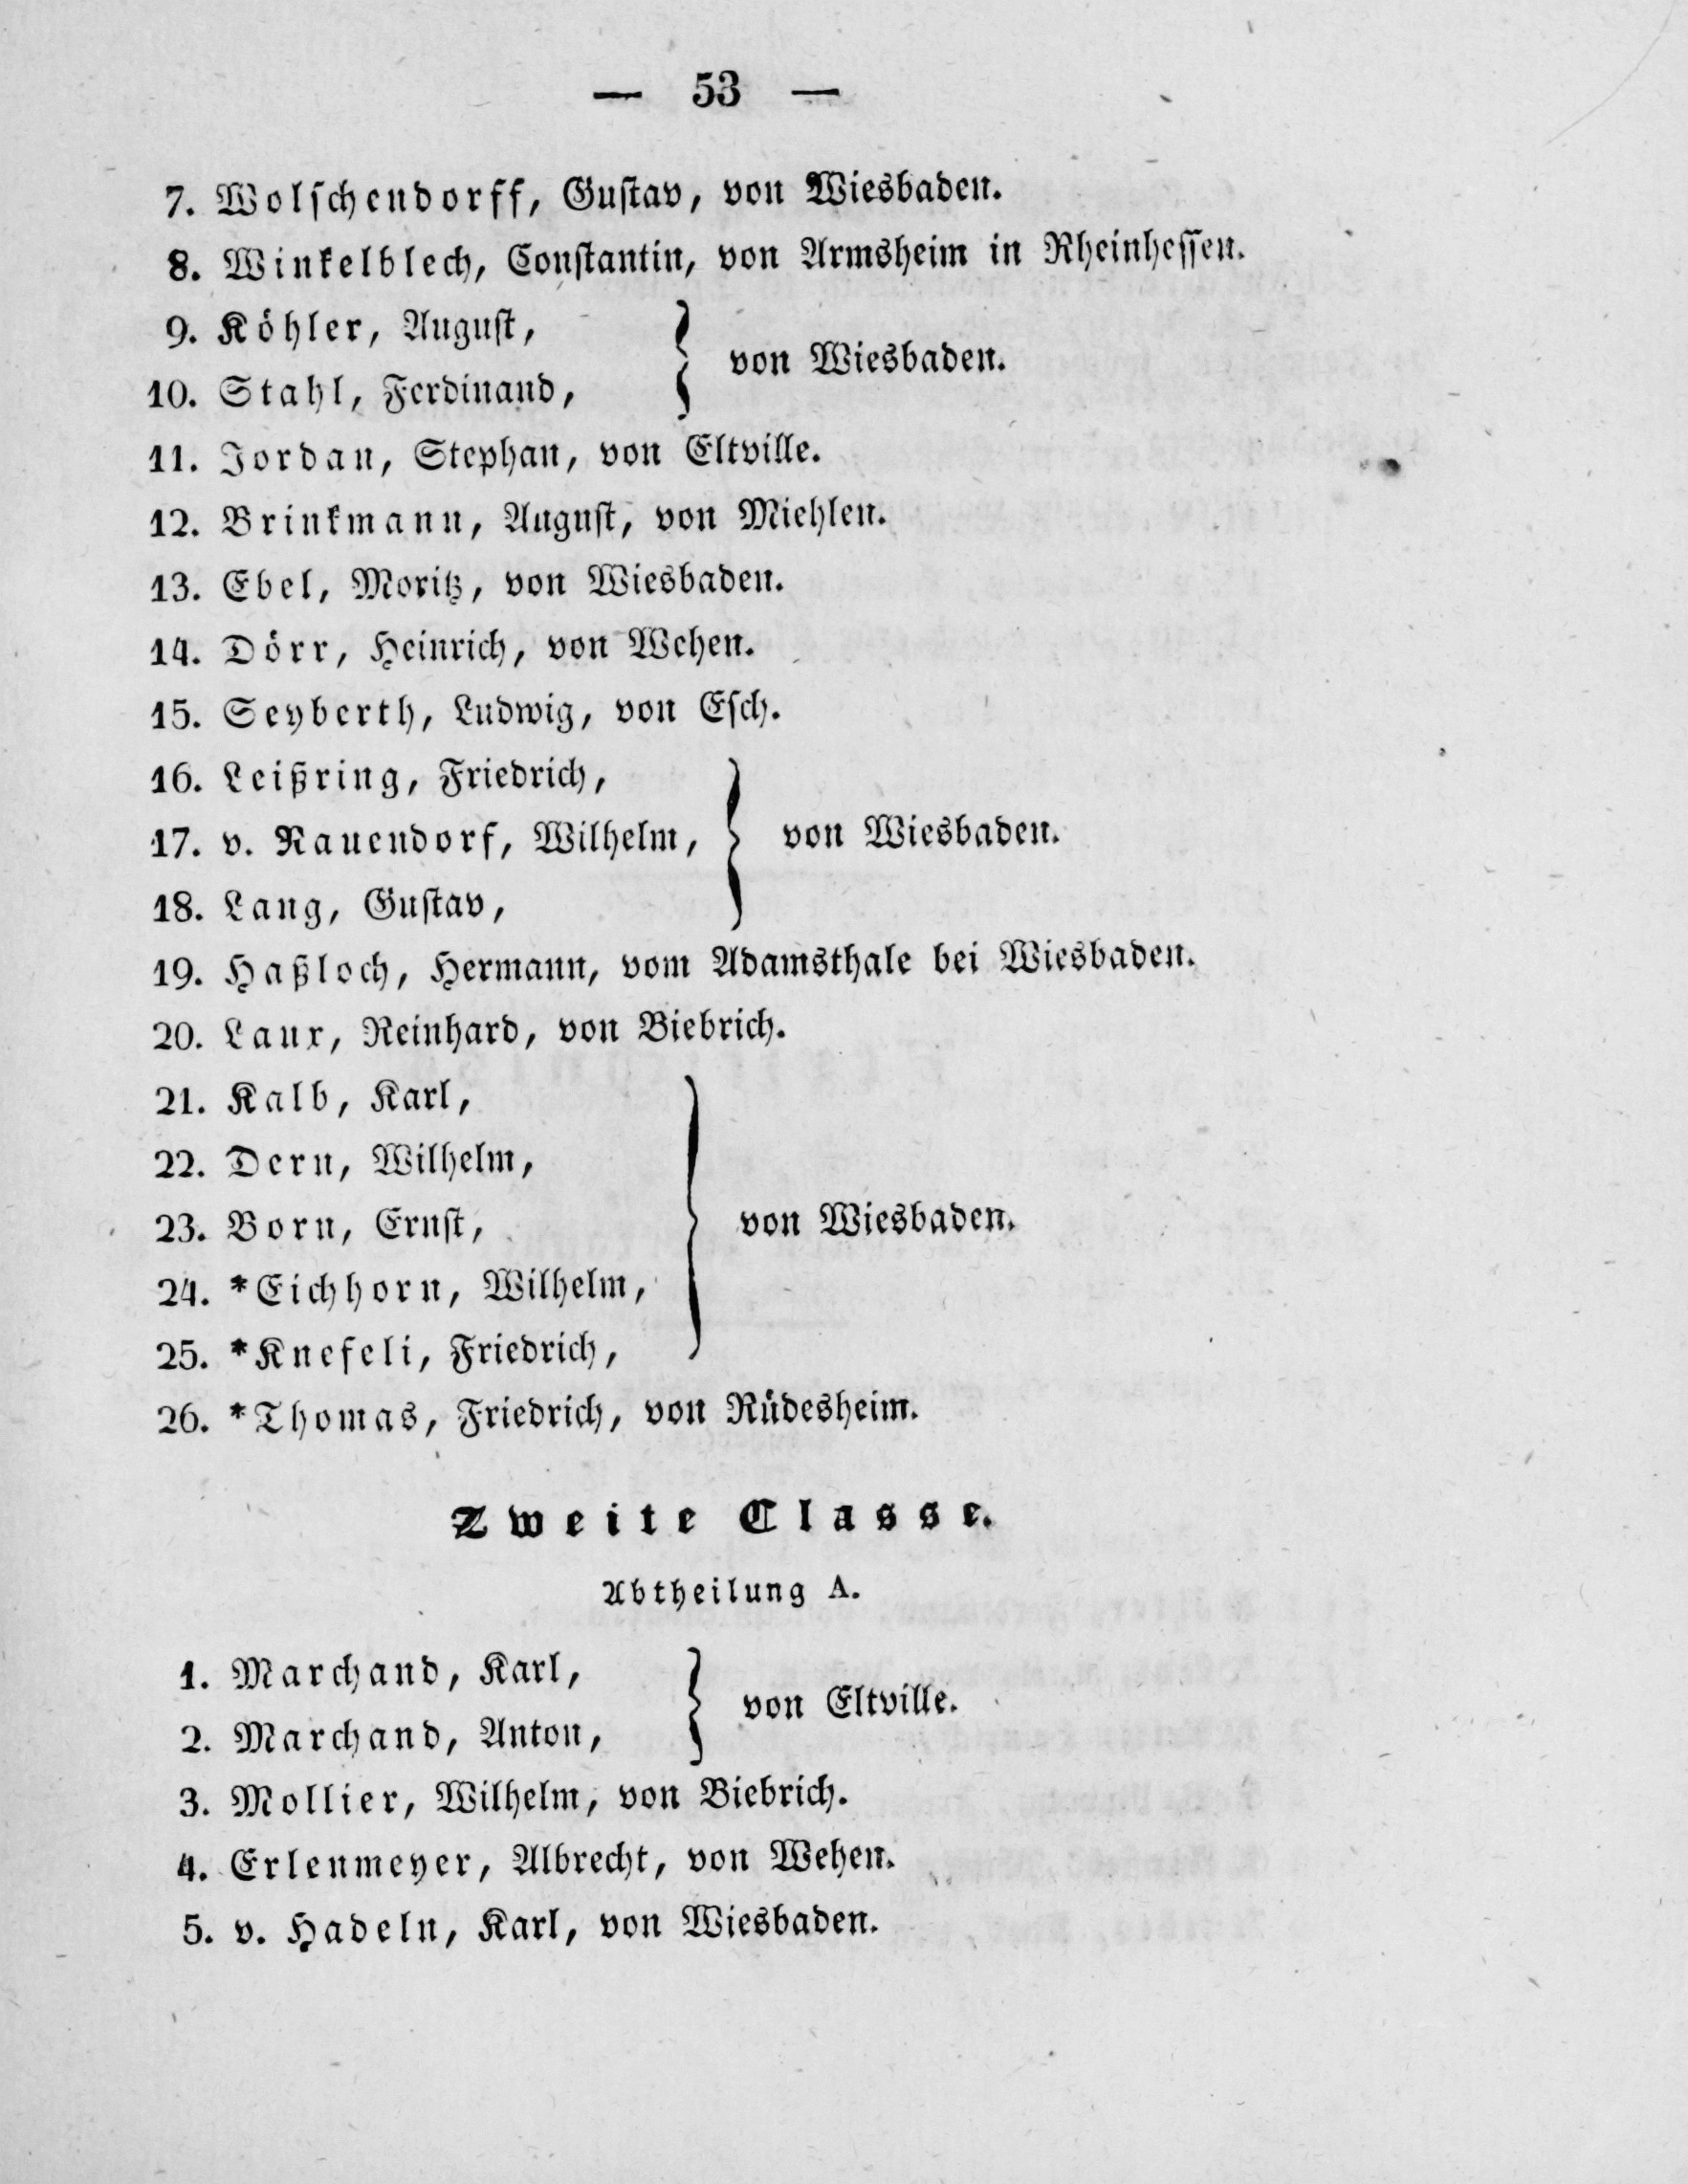 — 53 —
7. Wolschendorff, Gustav, von Wiesbaden.
8. Winkelblech, Constantin, von Armsheim in Rheinhessen.
9. Köhler, August,
10. Stahl, Ferdinand,
} von Wiesbaden.
11. Jordan, Stephan, von Eltville.
12. Brinkmann, August, von Miehlen.
13. Ebel, Moritz, von Wiesbaden.
14. Dörr, Heinrich, von Wehen.
15. Seyberth, Ludwig, von Esch.
16. Leißring, Friedrich,
17. v. Rauendorf, Wilhelm,
18. Lang, Gustav,
} von Wiesbaden.
19. Haßloch, Hermann, vom Adamsthale bei Wiesbaden.
20. Laux, Reinhard, von Biebrich.
21. Kalb, Karl,
22. Dern, Wilhelm,
23. Born, Ernst,
24. *Eichhorn, Wilhelm,
25. *Knefeli, Friedrich,
} von Wiesbaden.
26. *Thomas, Friedrich, von Rüdesheim.
Zweite Classe.
Abtheilung A.
1. Marchand, Karl,
2. Marchand, Anton,
} von Eltville.
3. Mollier, Wilhelm, von Biebrich.
4. Erlenmeyer, Albrecht, von Wehen.
5. v. Hadeln, Karl, von Wiesbaden.